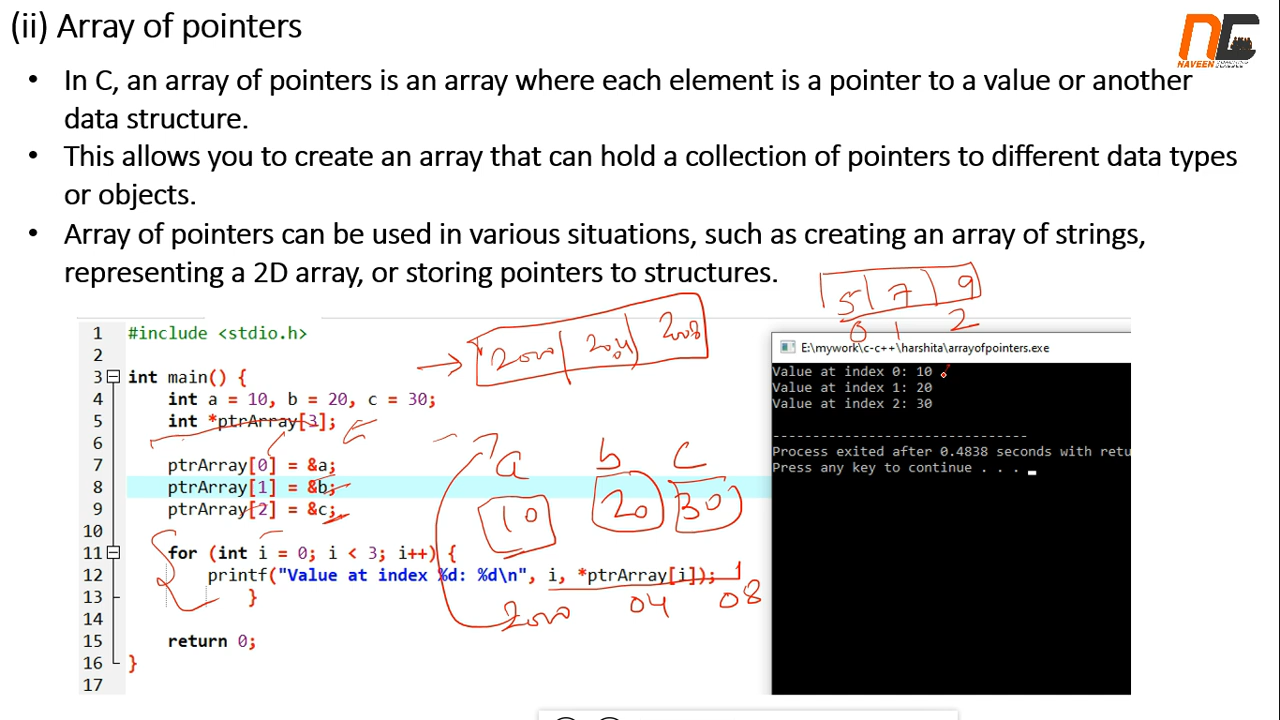 (ii) Array of pointers
NAVEEN
• In C, an array of pointers is an array where each element is a pointer to a value or another
data structure.
• This allows you to create an array that can hold a collection of pointers to different data types
or objects.
• Array of pointers can be used in various situations, such as creating an array of strings,
representing a 2D array, or storing pointers to structures.
5 7 9
0 1 2
2000 2004 2008
1 #include <stdio.h>
2
3 int main() {
4 int a = 10, b = 20, c = 30;
5 int *ptrArray[3];
6
7 ptrArray[0] = &a;
8 ptrArray[1] = &b;
9 ptrArray[2] = &c;
10
11 for (int i = 0; i < 3; i++) {
12 printf("Value at index %d: %d\n", i, *ptrArray[i]);
13 }
14
15 return 0;
16 }
17
a b c
10 20 30
2000 04 08
E:\mywork\c-c++\harshita\arrayofpointers.exe
Value at index 0: 10
Value at index 1: 20
Value at index 2: 30
--------------------------------
Process exited after 0.4838 seconds with retu
Press any key to continue . . .